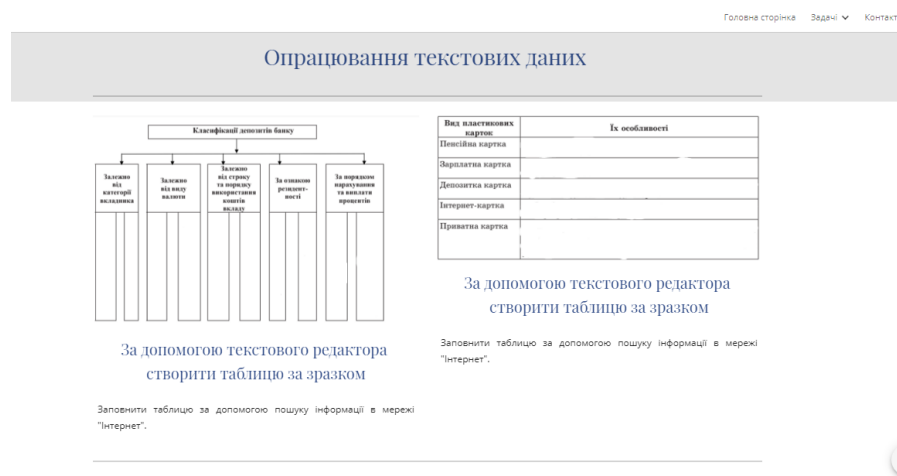 Головна сторінка Задачі Контакт
Опрацювання текстових даних
Класифікації депозитів банку
Залежно
від
категорії
вкладника
Залежно
від виду
валюти
Залежно
від строку
та порядку
використання
коштів
вкладу
За ознакою
резидент-
ності
За порядком
нарахування
та виплати
процентів
За допомогою текстового редактора
створити таблицю за зразком
Заповнити таблицю за допомогою пошуку інформації в мережі
"Інтернет".
Вид пластикових
карток
Їх особливості
Пенсійна картка
Зарплатна картка
Депозитка картка
Інтернет-картка
Приватна картка
За допомогою текстового редактора
створити таблицю за зразком
Заповнити таблицю за допомогою пошуку інформації в мережі
"Інтернет".